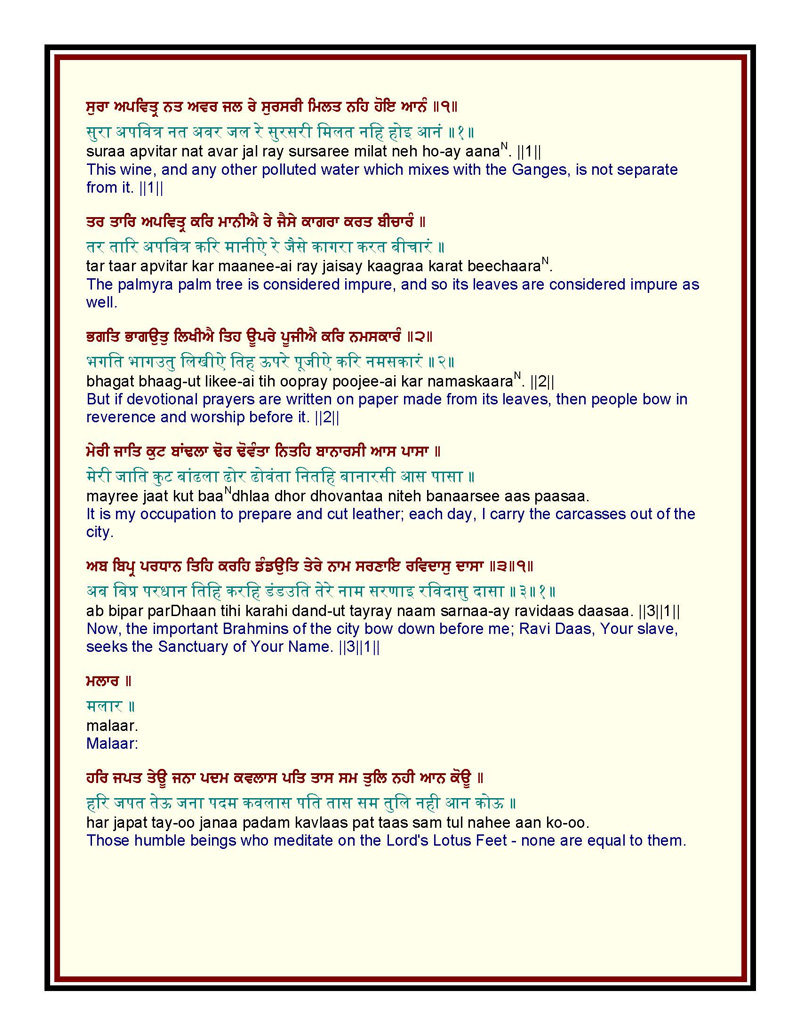 ਸੁਰਾ ਅਪਵਿਤ੍ਰ ਨਤ ਅਵਰ ਜਲ ਰੇ ਸੁਰਸਰੀ ਮਿਲਤ ਨਹਿ ਹੋਇ ਆਨੰ ॥੧॥
सुरा अपवित्र नत अवर जल रे सुरसरी मिलत नहि होइ आनं ॥१॥
suraa apvitar nat avar jal ray sursaree milat neh ho-ay aanaN. ||1||
This wine, and any other polluted water which mixes with the Ganges, is not separate
from it. ||1||
ਤਰ ਤਾਰਿ ਅਪਵਿਤ੍ਰ ਕਰਿ ਮਾਨੀਐ ਰੇ ਜੈਸੇ ਕਾਗਰਾ ਕਰਤ ਬੀਚਾਰੰ ॥
तर तारि अपवित्र करि मानीऐ रे जैसे कागरा करत बीचारं ॥
tar taar apvitar kar maanee-ai ray jaisay kaagraa karat beechaaraN.
The palmyra palm tree is considered impure, and so its leaves are considered impure as
well.
ਭਗਤਿ ਭਾਗਉਤੁ ਲਿਖੀਐ ਤਿਹ ਊਪਰੇ ਪੂਜੀਐ ਕਰਿ ਨਮਸਕਾਰੰ ॥੨॥
भगति भागउतु लिखीऐ तिह ऊपरे पूजीऐ करि नमसकारं ॥२॥
bhagat bhaag-ut likee-ai tih oopray poojee-ai kar namaskaaraN. ||2||
But if devotional prayers are written on paper made from its leaves, then people bow in
reverence and worship before it. ||2||
ਮੇਰੀ ਜਾਤਿ ਕੁਟ ਬਾਂਢਲਾ ਢੋਰ ਢੋਵੰਤਾ ਨਿਤਹਿ ਬਾਨਾਰਸੀ ਆਸ ਪਾਸਾ ॥
मेरी जाति कुट बांढला ढोर ढोवंता नितहि बानारसी आस पासा ॥
mayree jaat kut baaNdhlaa dhor dhovantaa niteh banaarsee aas paasaa.
It is my occupation to prepare and cut leather; each day, I carry the carcasses out of the
city.
ਅਬ ਬਿਪ੍ਰ ਪਰਧਾਨ ਤਿਹਿ ਕਰਹਿ ਡੰਡਉਤਿ ਤੇਰੇ ਨਾਮ ਸਰਣਾਇ ਰਵਿਦਾਸੁ ਦਾਸਾ ॥੩॥੧॥
अब बिप्र परधान तिहि करहि डंडउति तेरे नाम सरणाइ रविदासु दासा ॥३॥१॥
ab bipar parDhaan tihi karahi dand-ut tayray naam sarnaa-ay ravidaas daasaa. ||3||1||
Now, the important Brahmins of the city bow down before me; Ravi Daas, Your slave,
seeks the Sanctuary of Your Name. ||3||1||
ਮਲਾਰ ॥
मलार ॥
malaar.
Malaar:
ਹਰਿ ਜਪਤ ਤੇਊ ਜਨਾ ਪਦਮ ਕਵਲਾਸ ਪਤਿ ਤਾਸ ਸਮ ਤੁਲਿ ਨਹੀ ਆਨ ਕੋਊ ॥
हरि जपत तेऊ जना पदम कवलास पति तास सम तुलि नही आन कोऊ ॥
har japat tay-oo janaa padam kavlaas pat taas sam tul nahee aan ko-oo.
Those humble beings who meditate on the Lord's Lotus Feet - none are equal to them.